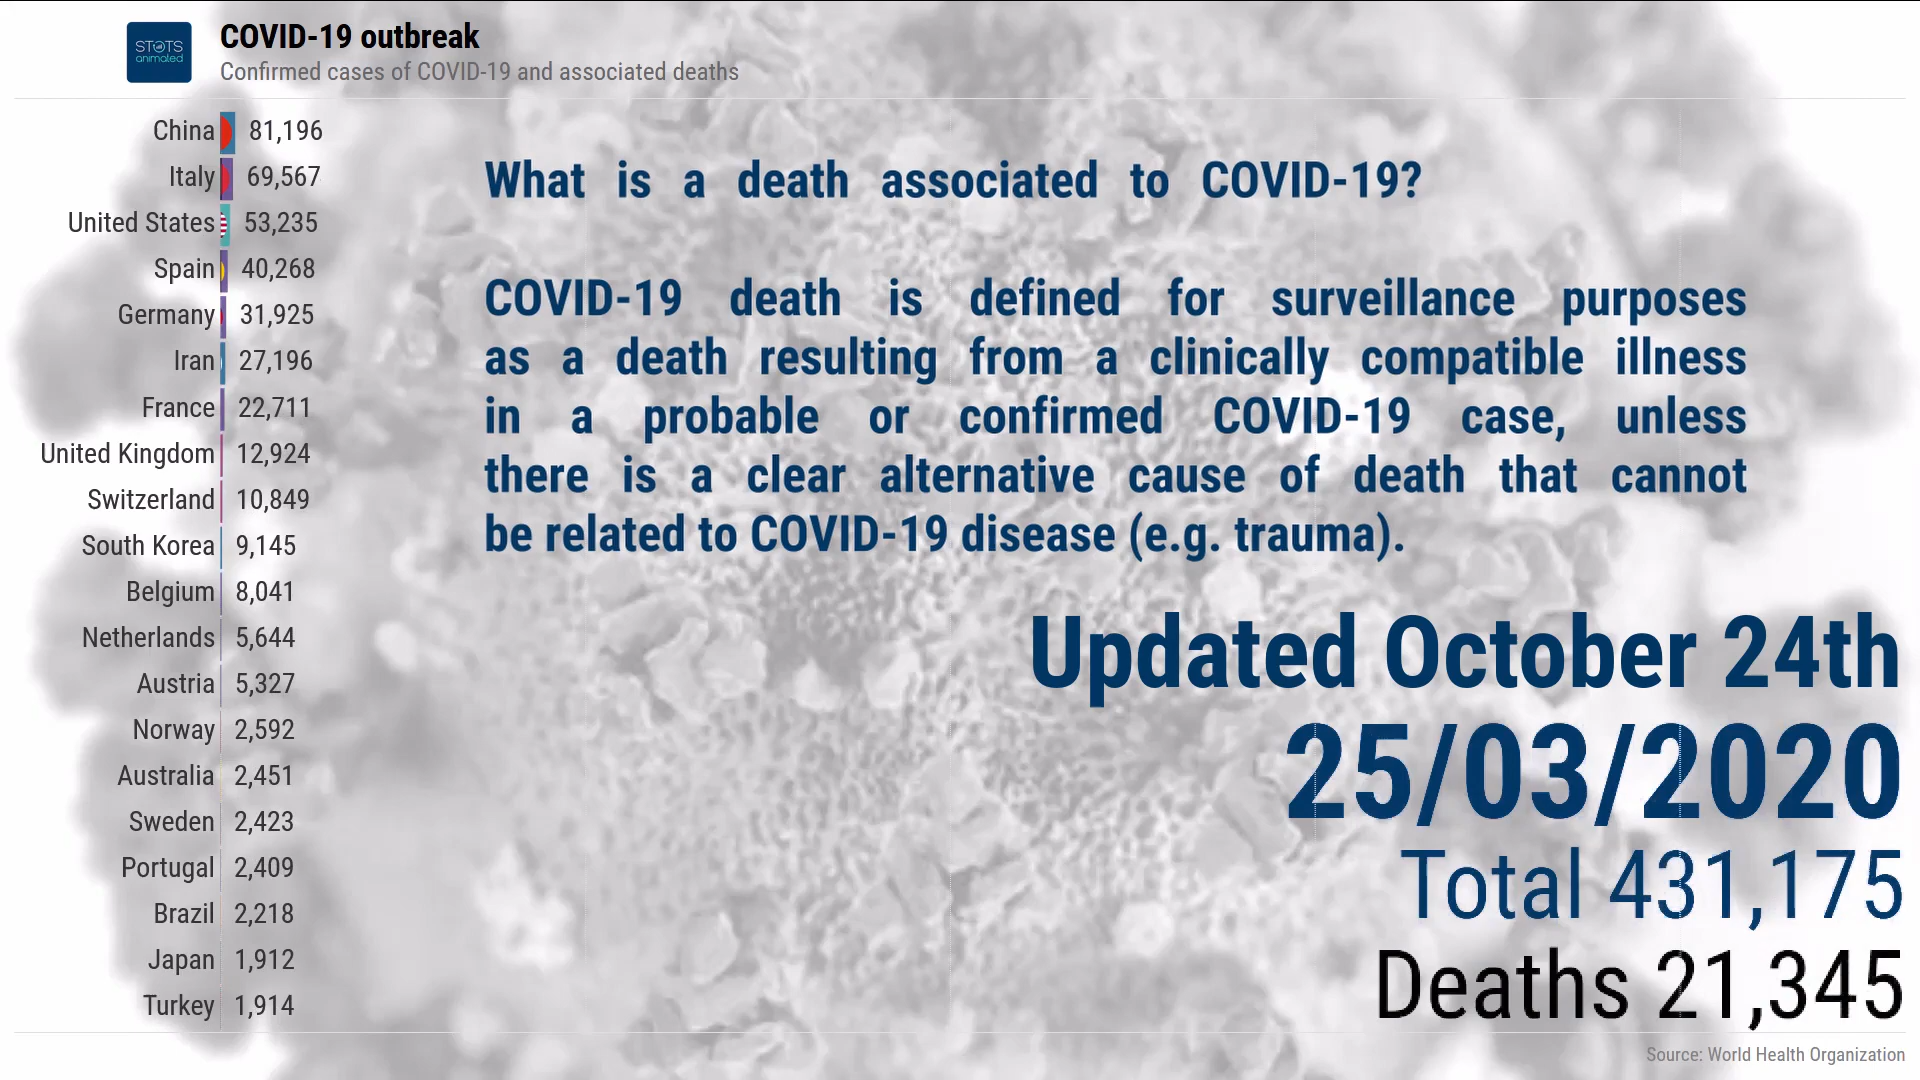 STATS
animated
COVID-19 outbreak
Confirmed cases of COVID-19 and associated deaths
China 81,196
Italy 69,567
United States 53,235
Spain 40,268
Germany 31,925
Iran 27,196
France 22,711
United Kingdom 12,924
Switzerland 10,849
South Korea 9,145
Belgium 8,041
Netherlands 5,644
Austria 5,327
Norway 2,592
Australia 2,451
Sweden 2,423
Portugal 2,409
Brazil 2,218
Japan 1,912
Turkey 1,914
What is a death associated to COVID-19?
COVID-19 death is defined for surveillance purposes
as a death resulting from a clinically compatible illness
in a probable or confirmed COVID-19 case, unless
there is a clear alternative cause of death that cannot
be related to COVID-19 disease (e.g. trauma).
Updated October 24th
25/03/2020
Total 431,175
Deaths 21,345
Source: World Health Organization